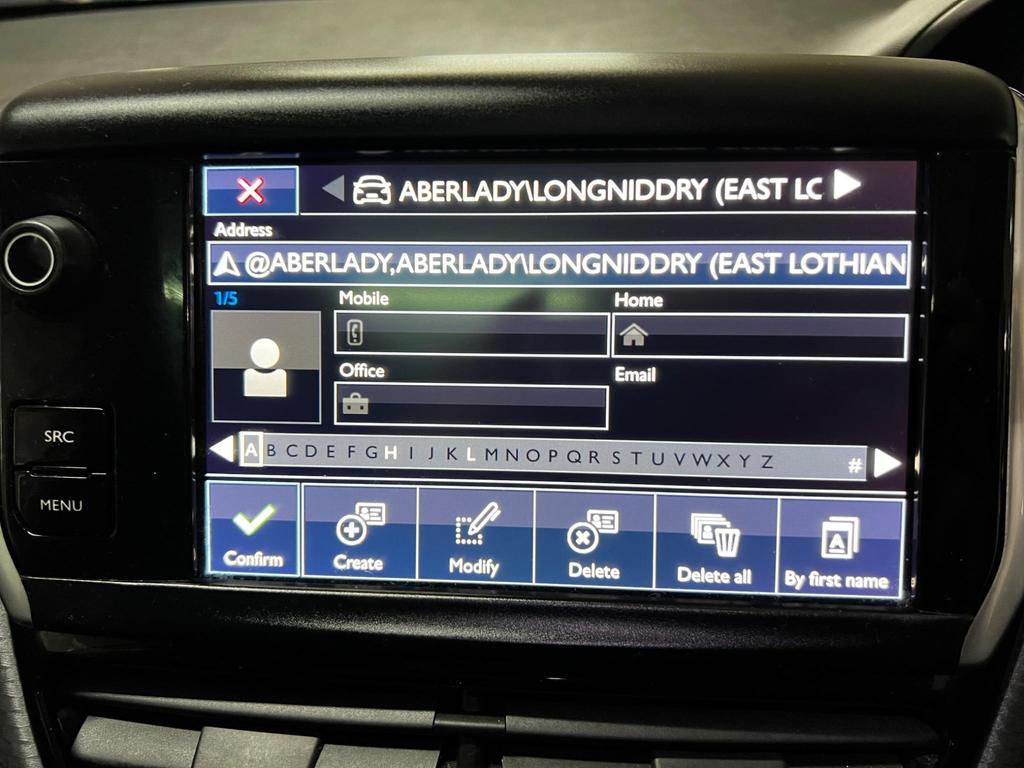 ABERLADY\LONGNIDDRY (EAST LC
Address
@ABERLADY,ABERLADY\LONGNIDDRY (EAST LOTHIAN
1/5
Mobile
Home
Office
Email
A B C D E F G H I J K L M N O P Q R S T U V W X Y Z #
SRC
MENU
Confirm
Create
Modify
Delete
Delete all
A
By first name